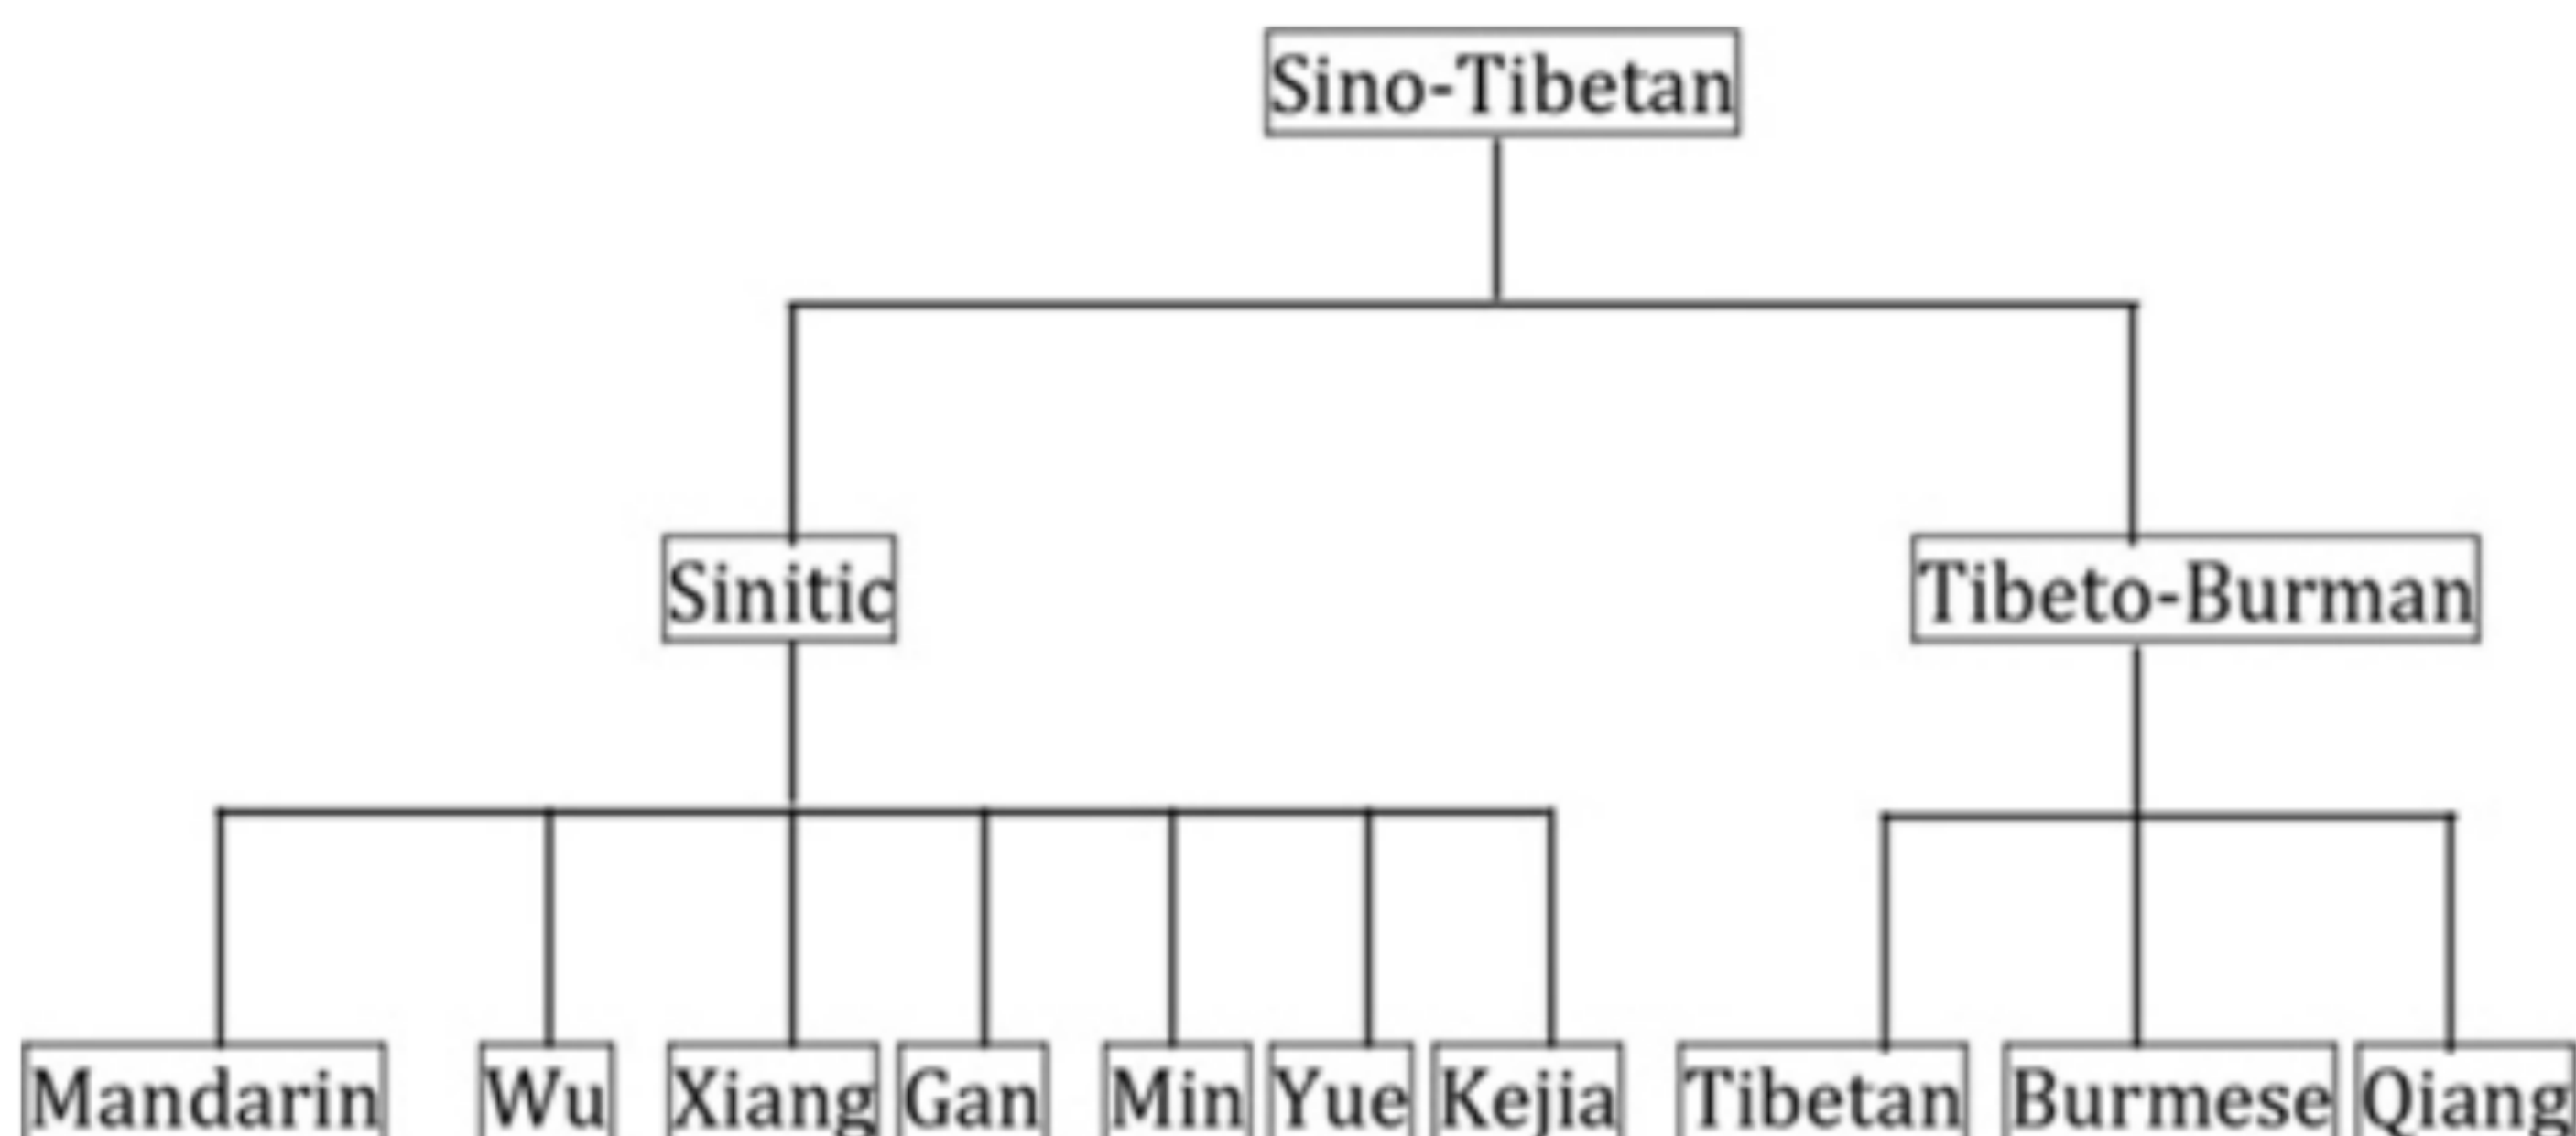 Sino-Tibetan
Sinitic Tibeto-Burman
Mandarin Wu Xiang Gan Min Yue Kejia Tibetan Burmese Qiang